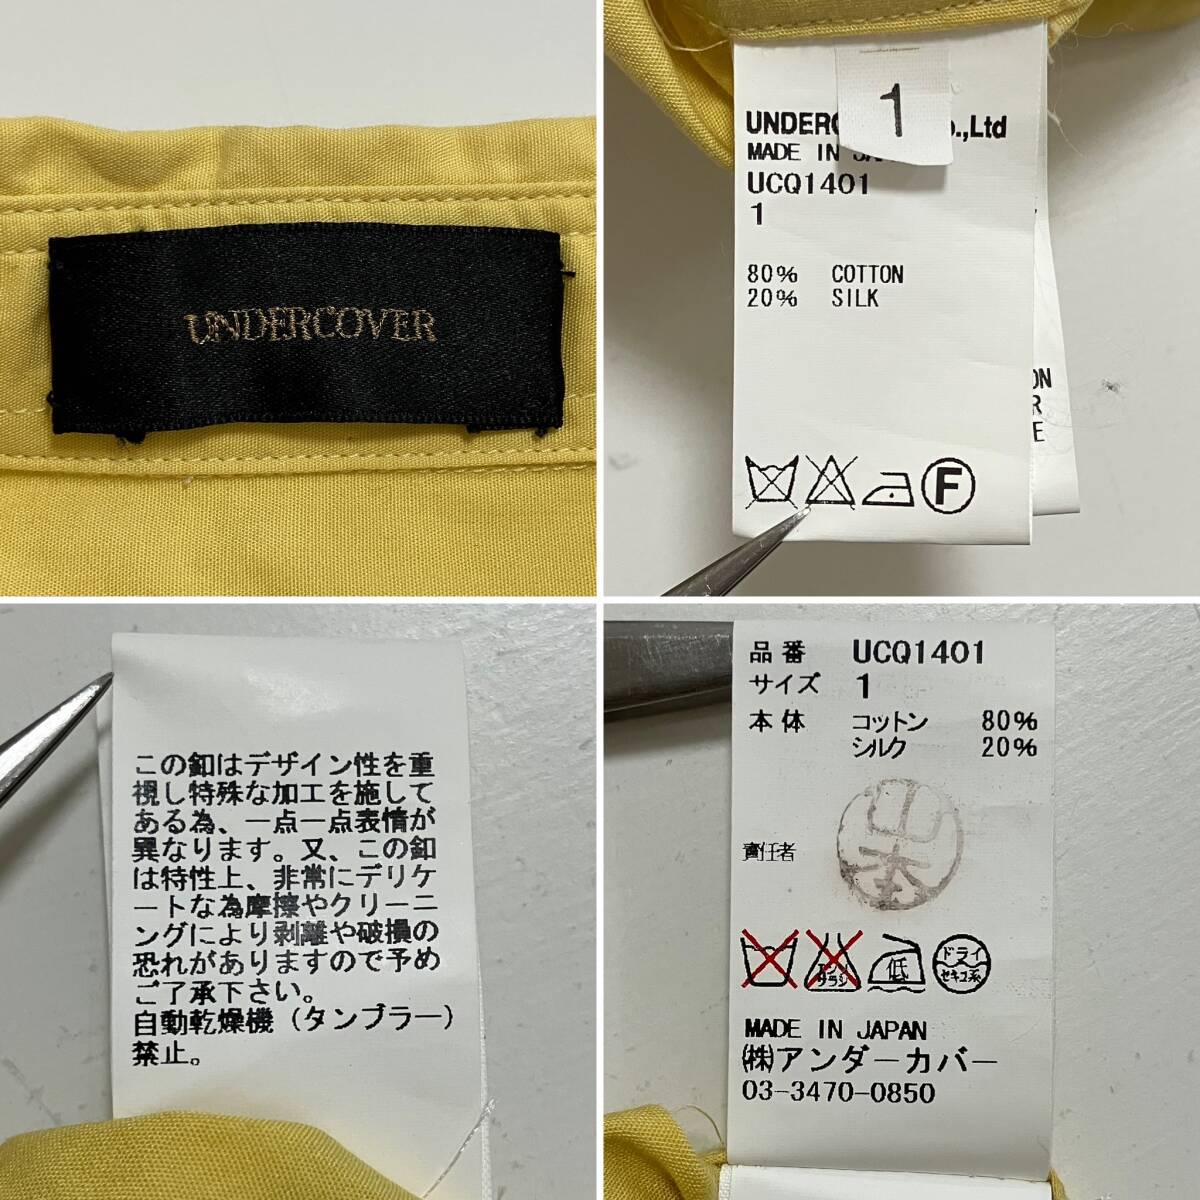 UNDERCOVER
1
UNDERC o.,Ltd
MADE IN JA
UCQ1401
1
80% COTTON
20% SILK
F
ON
R
E
この釦はデザイン性を重
視し特殊な加工を施して
ある為、一点一点表情が
異なります。又、この釦
は特性上、非常にデリケ
ートな為摩擦やクリーニ
ングにより剥離や破損の
恐れがありますので予め
ご了承下さい。
自動乾燥機（タンブラー）
禁止。
品番 UCQ1401
サイズ 1
本体 コットン 80%
シルク 20%
責任者 山本
エンソ
サラシ
低
ドライ
セキユ系
MADE IN JAPAN
㈱アンダーカバー
03-3470-0850